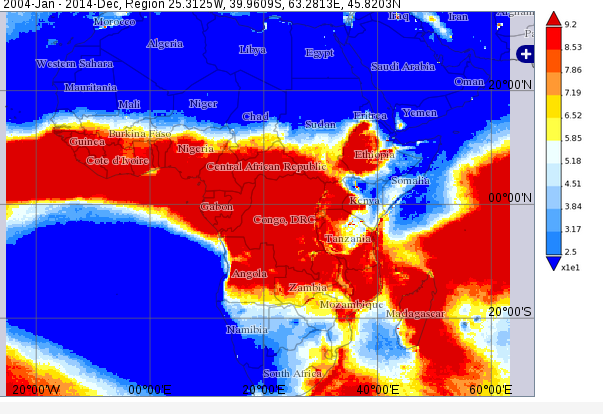 2004-Jan - 2014-Dec, Region 25.3125W, 39.9609S, 63.2813E, 45.8203N
Morocco
Iraq
Iran
Algeria
Libya
Egypt
Western Sahara
Saudi Arabia
Mauritania
Oman
20°00'N
Mali
Niger
Chad
Eritrea
Yemen
Sudan
Burkina Faso
Guinea
Nigeria
Cote d'Ivoire
Ethiopia
Central African Republic
Somalia
Gabon
Kenya
00°00'N
Congo, DRC
Tanzania
Angola
Zambia
Mozambique
Madagascar
20°00'S
Namibia
South Africa
20°00'W
00°00'E
20°00'E
40°00'E
60°00'E
9.2
8.53
7.86
7.19
6.52
5.85
5.18
4.51
3.84
3.17
2.5
x1e1